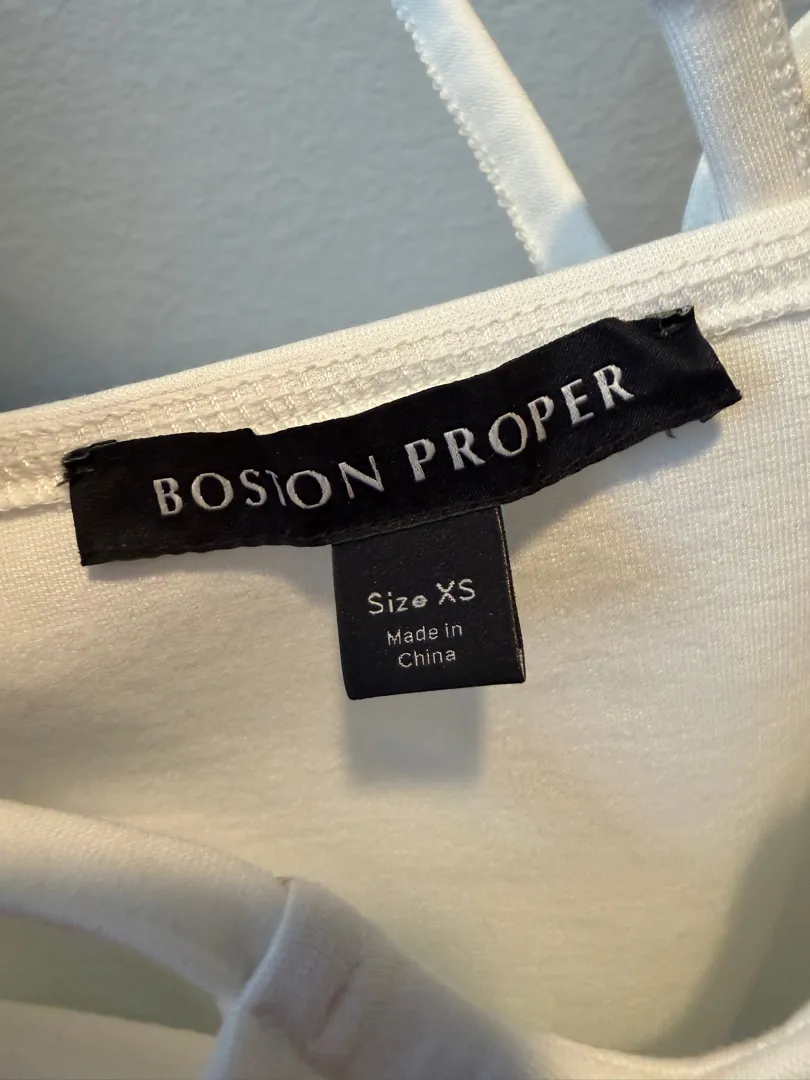 BOSTON PROPER
Size XS
Made in
China